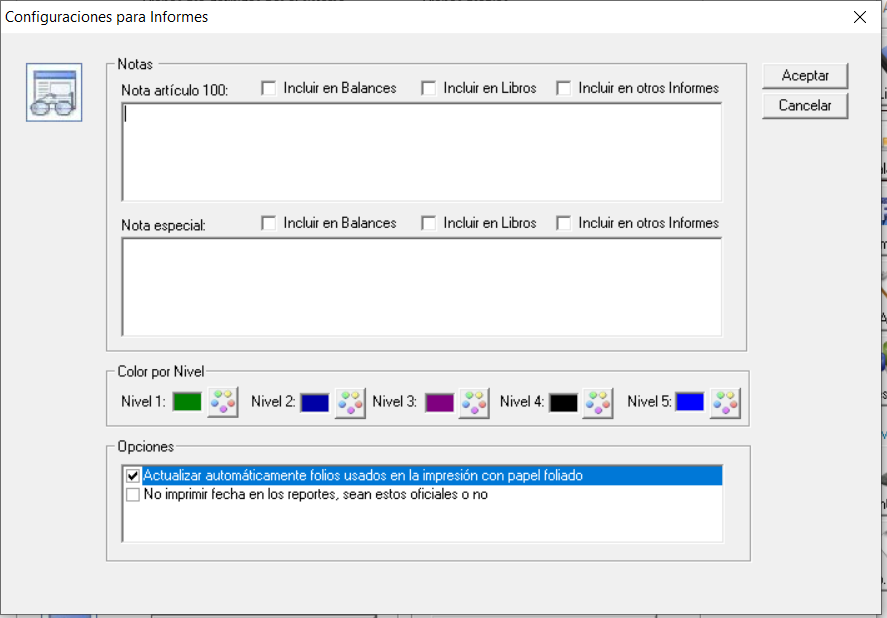 Configuraciones para Informes
Notas
Nota artículo 100: Incluir en Balances Incluir en Libros Incluir en otros Informes
Aceptar
Cancelar
Nota especial: Incluir en Balances Incluir en Libros Incluir en otros Informes
Color por Nivel
Nivel 1: Nivel 2: Nivel 3: Nivel 4: Nivel 5:
Opciones
Actualizar automáticamente folios usados en la impresión con papel foliado
No imprimir fecha en los reportes, sean estos oficiales o no